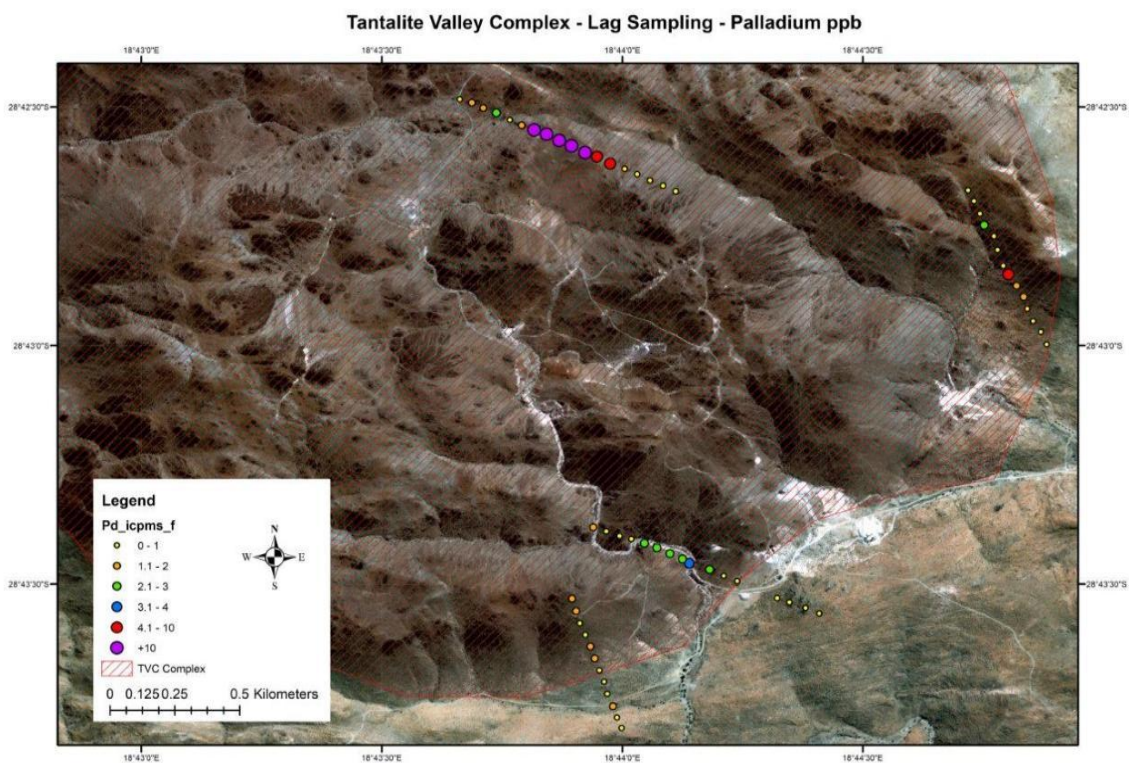 Tantalite Valley Complex - Lag Sampling - Palladium ppb
18°43'0"E 18°43'30"E 18°44'0"E 18°44'30"E
28°42'30"S 28°42'30"S
28°43'0"S 28°43'0"S
Legend
Pd_icpms_f
0 - 1
1.1 - 2
2.1 - 3
3.1 - 4
4.1 - 10
+10
TVC Complex
N
W E
S
0 0.125 0.25 0.5 Kilometers
28°43'30"S 28°43'30"S
18°43'0"E 18°43'30"E 18°44'0"E 18°44'30"E